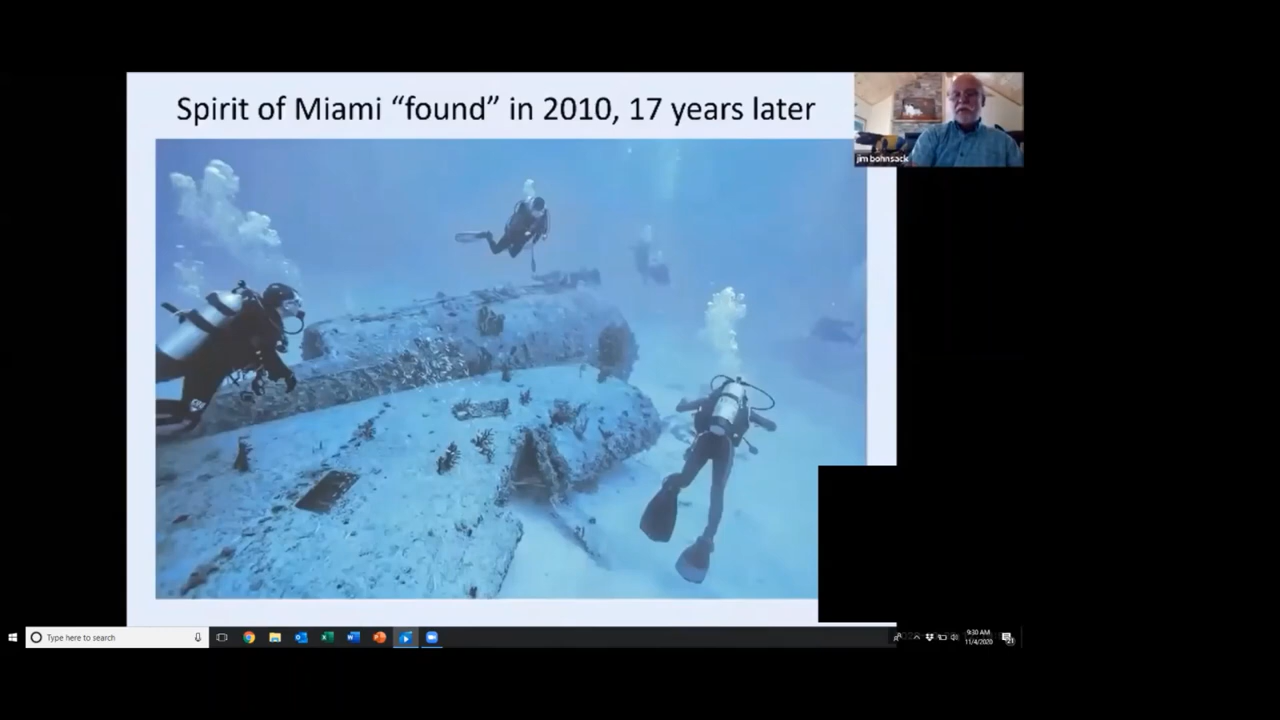 Spirit of Miami “found” in 2010, 17 years later
jim bohnsack
Type here to search
9:30 AM
11/4/2020